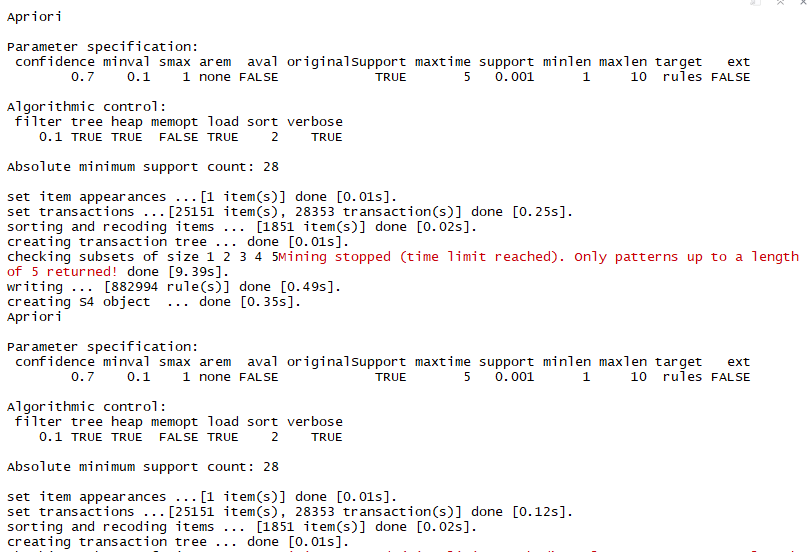 Apriori
Parameter specification:
confidence minval smax arem aval originalSupport maxtime support minlen maxlen target ext
0.7 0.1 1 none FALSE TRUE 5 0.001 1 10 rules FALSE
Algorithmic control:
filter tree heap memopt load sort verbose
0.1 TRUE TRUE FALSE TRUE 2 TRUE
Absolute minimum support count: 28
set item appearances ...[1 item(s)] done [0.01s].
set transactions ...[25151 item(s), 28353 transaction(s)] done [0.25s].
sorting and recoding items ... [1851 item(s)] done [0.02s].
creating transaction tree ... done [0.01s].
checking subsets of size 1 2 3 4 5Mining stopped (time limit reached). Only patterns up to a length
of 5 returned! done [9.39s].
writing ... [882994 rule(s)] done [0.49s].
creating S4 object  ... done [0.35s].
Apriori
Parameter specification:
confidence minval smax arem aval originalSupport maxtime support minlen maxlen target ext
0.7 0.1 1 none FALSE TRUE 5 0.001 1 10 rules FALSE
Algorithmic control:
filter tree heap memopt load sort verbose
0.1 TRUE TRUE FALSE TRUE 2 TRUE
Absolute minimum support count: 28
set item appearances ...[1 item(s)] done [0.01s].
set transactions ...[25151 item(s), 28353 transaction(s)] done [0.12s].
sorting and recoding items ... [1851 item(s)] done [0.02s].
creating transaction tree ... done [0.01s].